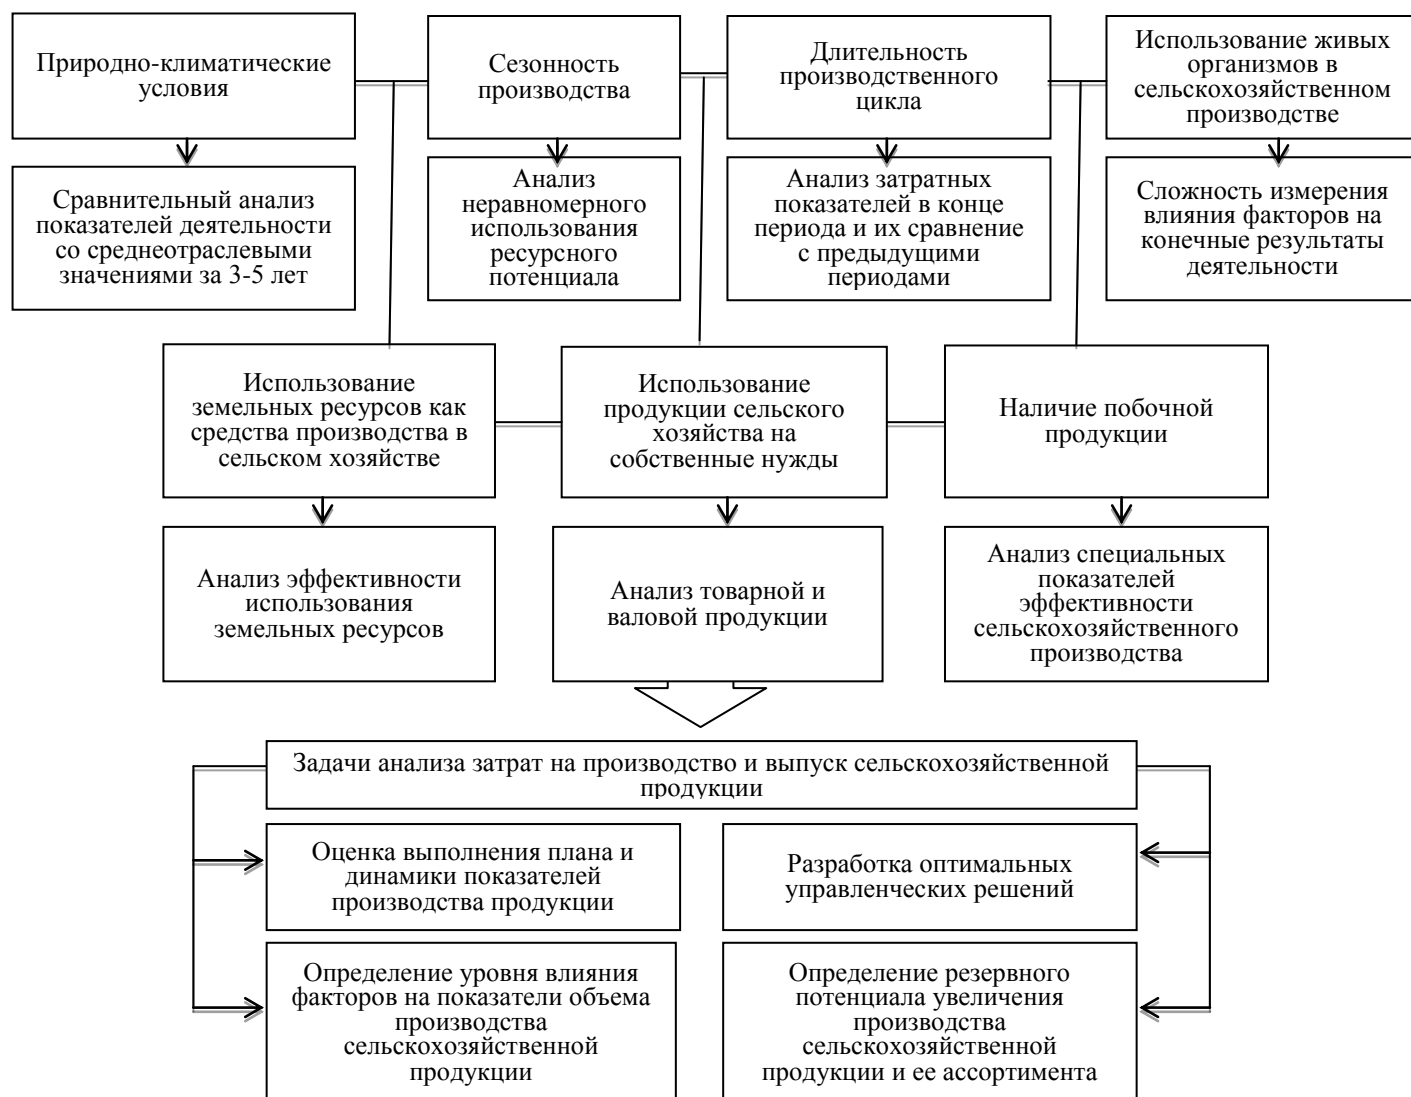 Природно-климатические
условия
Сезонность
производства
Длительность
производственного
цикла
Использование живых
организмов в
сельскохозяйственном
производстве
Сравнительный анализ
показателей деятельности
со среднеотраслевыми
значениями за 3-5 лет
Анализ
неравномерного
использования
ресурсного
потенциала
Анализ затратных
показателей в конце
периода и их сравнение
с предыдущими
периодами
Сложность измерения
влияния факторов на
конечные результаты
деятельности
Использование
земельных ресурсов как
средства производства в
сельском хозяйстве
Использование
продукции сельского
хозяйства на
собственные нужды
Наличие побочной
продукции
Анализ эффективности
использования
земельных ресурсов
Анализ товарной и
валовой продукции
Анализ специальных
показателей
эффективности
сельскохозяйственного
производства
Задачи анализа затрат на производство и выпуск сельскохозяйственной
продукции
Оценка выполнения плана и
динамики показателей
производства продукции
Разработка оптимальных
управленческих решений
Определение уровня влияния
факторов на показатели объема
производства
сельскохозяйственной
продукции
Определение резервного
потенциала увеличения
производства
сельскохозяйственной
продукции и ее ассортимента